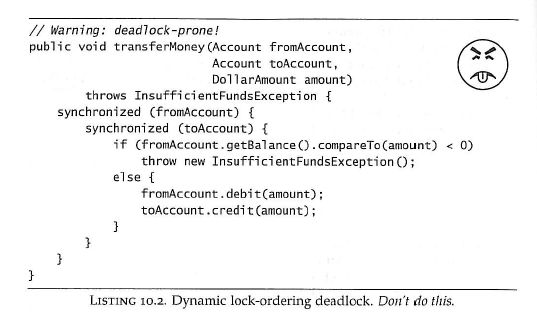 // Warning: deadlock-prone!
public void transferMoney(Account fromAccount,
                          Account toAccount,
                          DollarAmount amount)
        throws InsufficientFundsException {
    synchronized (fromAccount) {
        synchronized (toAccount) {
            if (fromAccount.getBalance().compareTo(amount) < 0)
                throw new InsufficientFundsException();
            else {
                fromAccount.debit(amount);
                toAccount.credit(amount);
            }
        }
    }
}
LISTING 10.2. Dynamic lock-ordering deadlock. Don't do this.